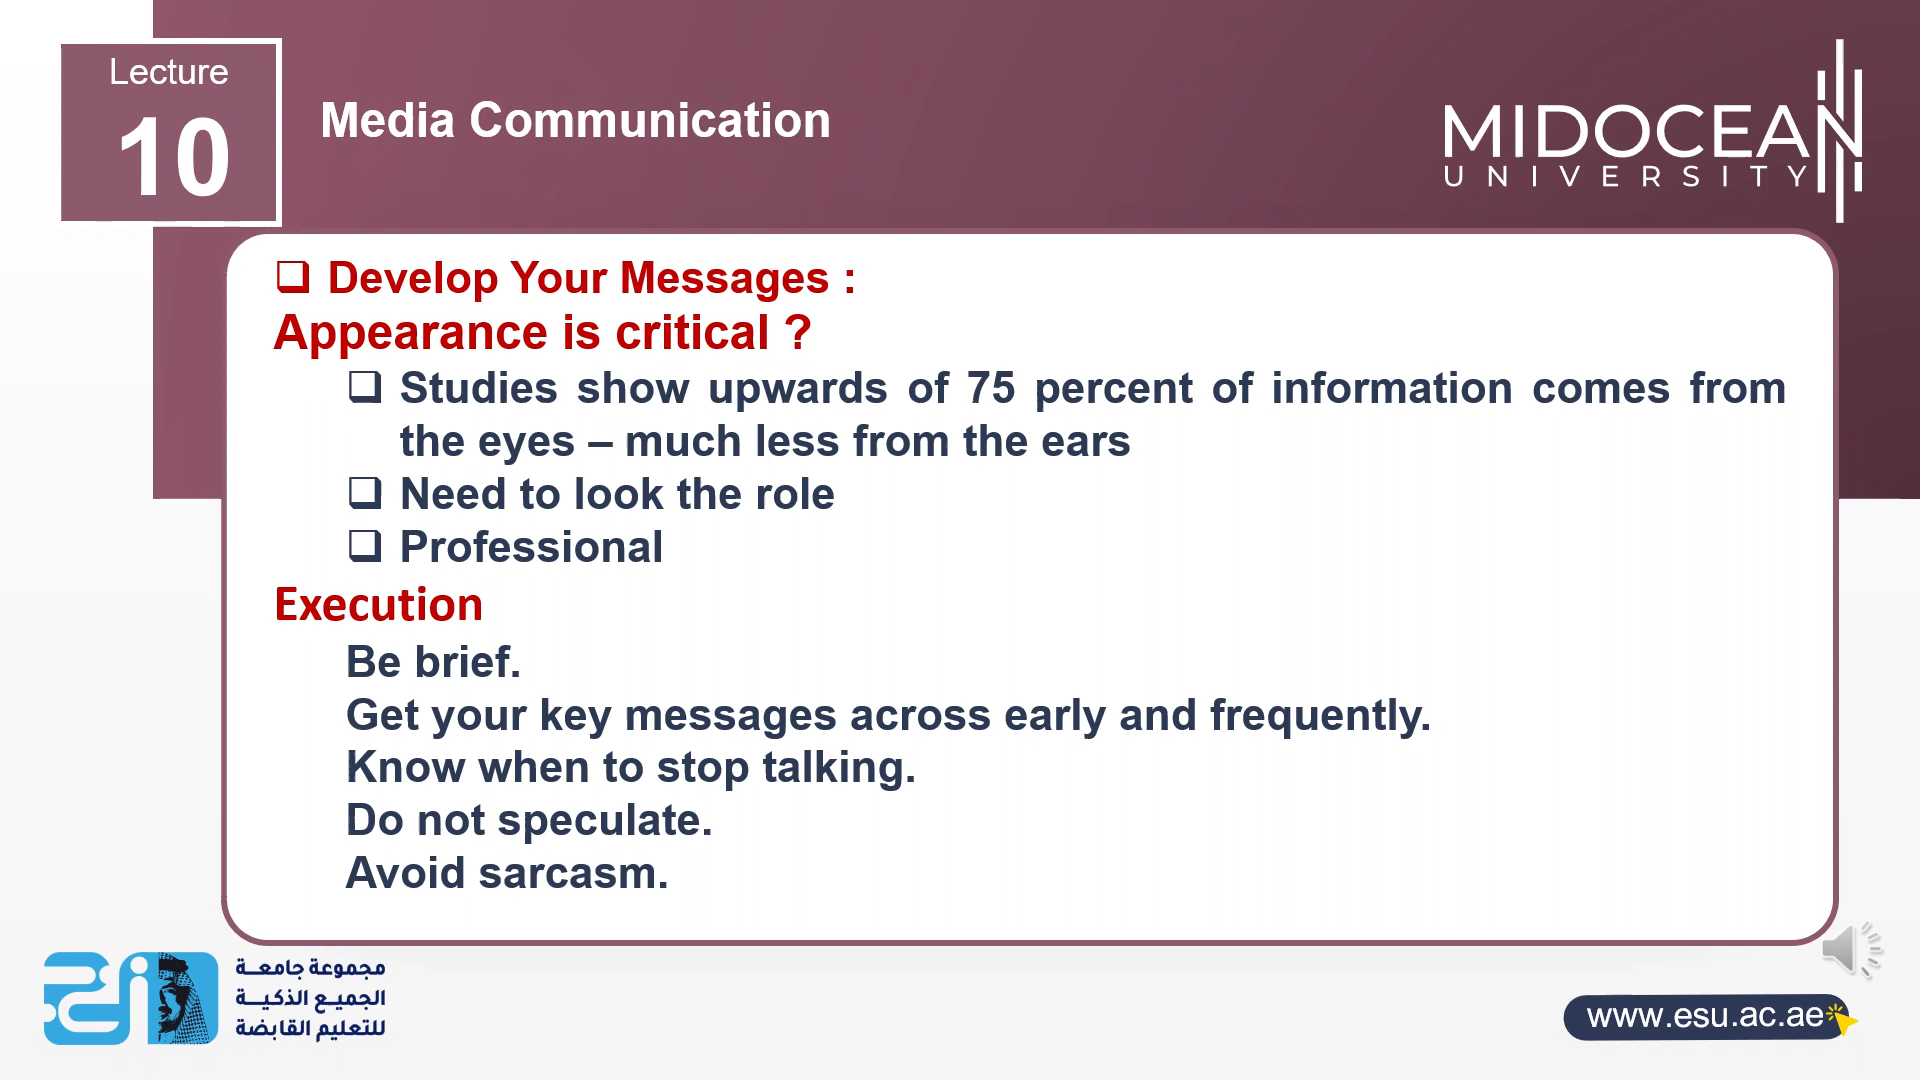 Lecture
10
Media Communication
MIDOCEAN
UNIVERSITY
❑ Develop Your Messages :
Appearance is critical ?
❑ Studies show upwards of 75 percent of information comes from
the eyes – much less from the ears
❑ Need to look the role
❑ Professional
Execution
Be brief.
Get your key messages across early and frequently.
Know when to stop talking.
Do not speculate.
Avoid sarcasm.
مجموعة جامعـة
الجميـع الذكيـة
للتعليم القابضة
www.esu.ac.ae